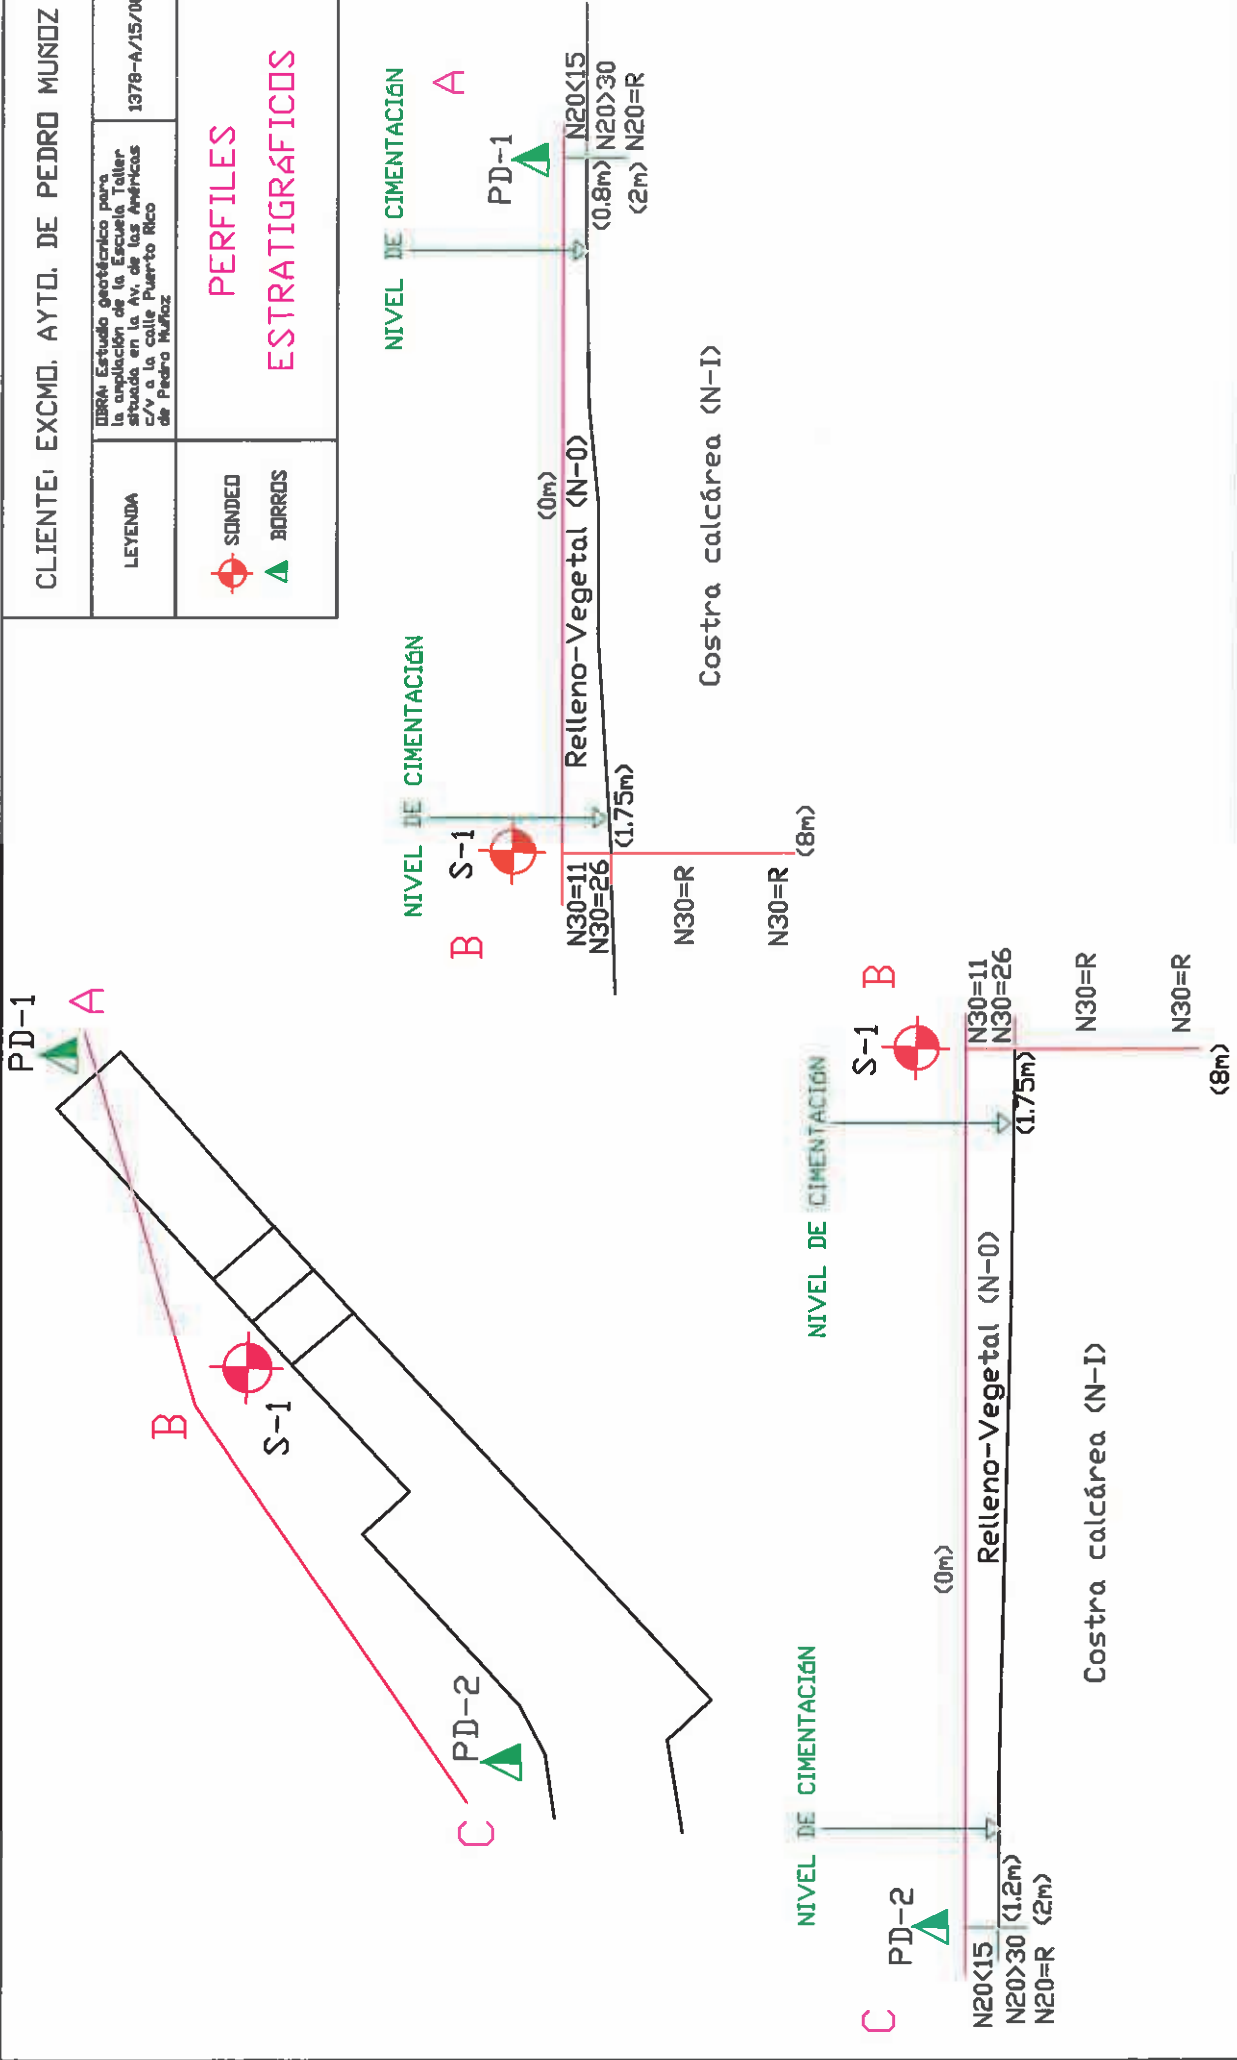 CLIENTE: EXCMO. AYTO. DE PEDRO MUÑOZ
LEYENDA
OBRA: Estudio geotécnico para
la ampliación de la Escuela Taller
situada en la Av. de las Américas
c/v a la calle Puerto Rico
de Pedro Muñoz
1378-A/15/08
SONDEO
BORROS
PERFILES
ESTRATIGRÁFICOS
PD-1
A
B
S-1
PD-2
C
NIVEL DE CIMENTACIÓN
NIVEL DE CIMENTACIÓN
B
S-1
PD-1
A
(0m)
N30=11
N30=26
Relleno-Vegetal (N-0)
N20<15
(0.8m) N20>30
(2m) N20=R
(1.75m)
N30=R
N30=R
(8m)
Costra calcárea (N-I)
NIVEL DE CIMENTACIÓN
NIVEL DE CIMENTACIÓN
C
PD-2
S-1
B
(0m)
N20<15
N20>30 (1.2m)
N20=R (2m)
Relleno-Vegetal (N-0)
N30=11
N30=26
(1.75m)
N30=R
N30=R
(8m)
Costra calcárea (N-I)